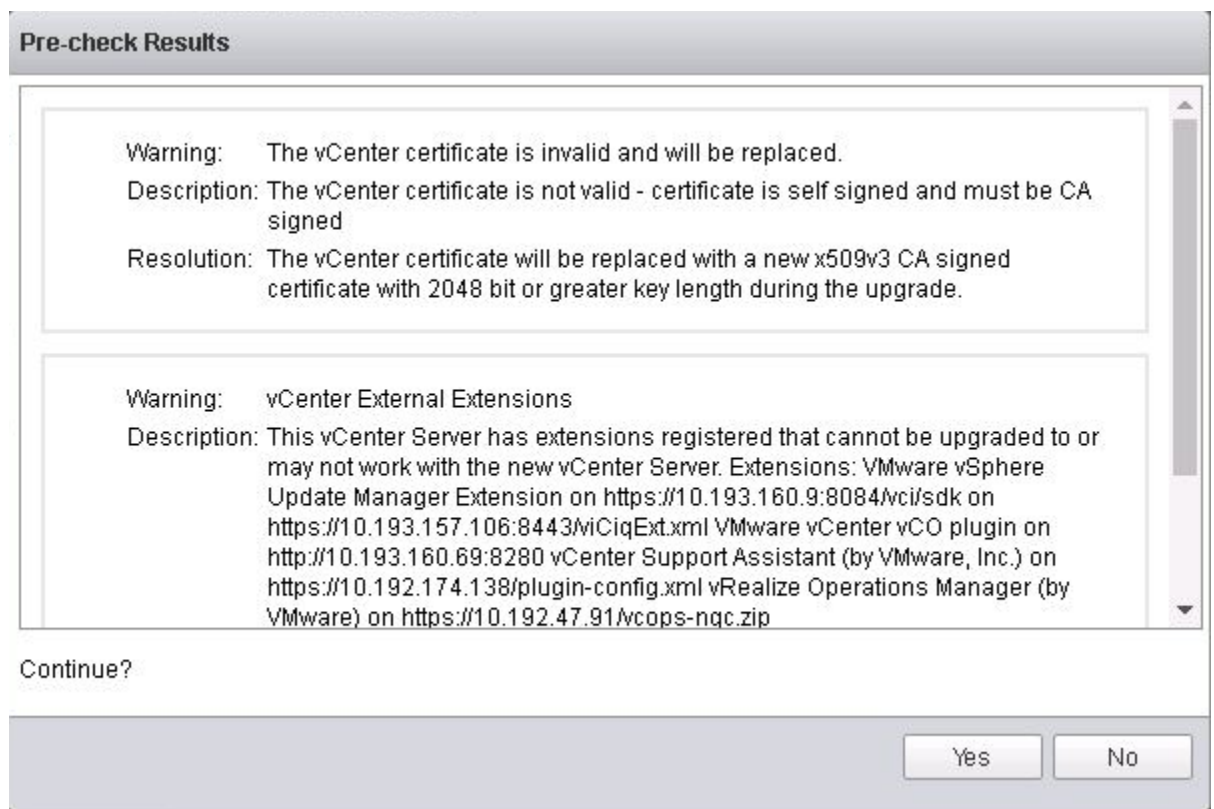 Pre-check Results
Warning: The vCenter certificate is invalid and will be replaced.
Description: The vCenter certificate is not valid - certificate is self signed and must be CA
signed
Resolution: The vCenter certificate will be replaced with a new x509v3 CA signed
certificate with 2048 bit or greater key length during the upgrade.
Warning: vCenter External Extensions
Description: This vCenter Server has extensions registered that cannot be upgraded to or
may not work with the new vCenter Server. Extensions: VMware vSphere
Update Manager Extension on https://10.193.160.9:8084/vci/sdk on
https://10.193.157.106:8443/viCiqExt.xml VMware vCenter vCO plugin on
http://10.193.160.69:8280 vCenter Support Assistant (by VMware, Inc.) on
https://10.192.174.138/plugin-config.xml vRealize Operations Manager (by
VMware) on https://10.192.47.91/vcops-ngc.zip
Continue?
Yes
No